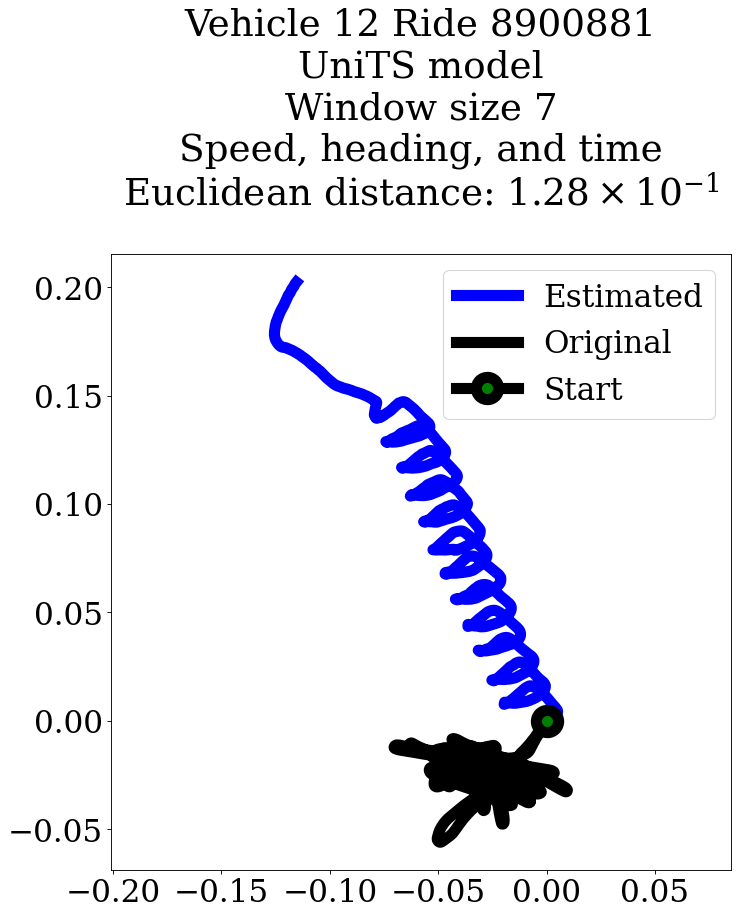 Vehicle 12 Ride 8900881
UniTS model
Window size 7
Speed, heading, and time
Euclidean distance: 1.28 × 10⁻¹
Estimated
Original
Start
0.20
0.15
0.10
0.05
0.00
−0.05
−0.20 −0.15 −0.10 −0.05 0.00 0.05